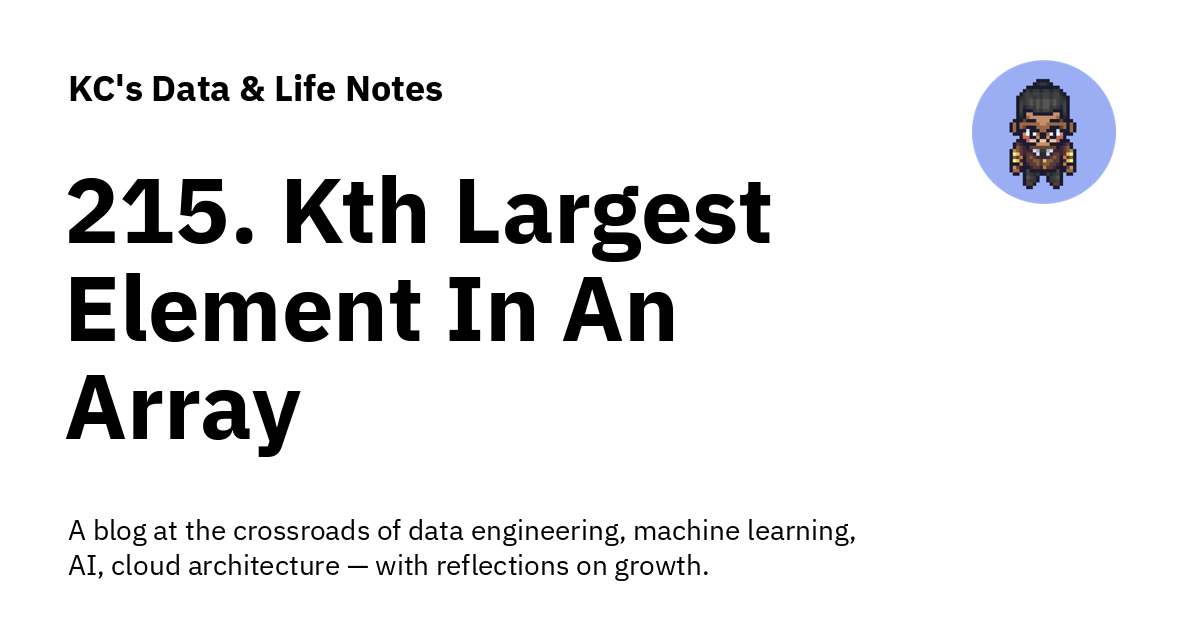 KC's Data & Life Notes
215. Kth Largest
Element In An
Array
A blog at the crossroads of data engineering, machine learning,
AI, cloud architecture — with reflections on growth.